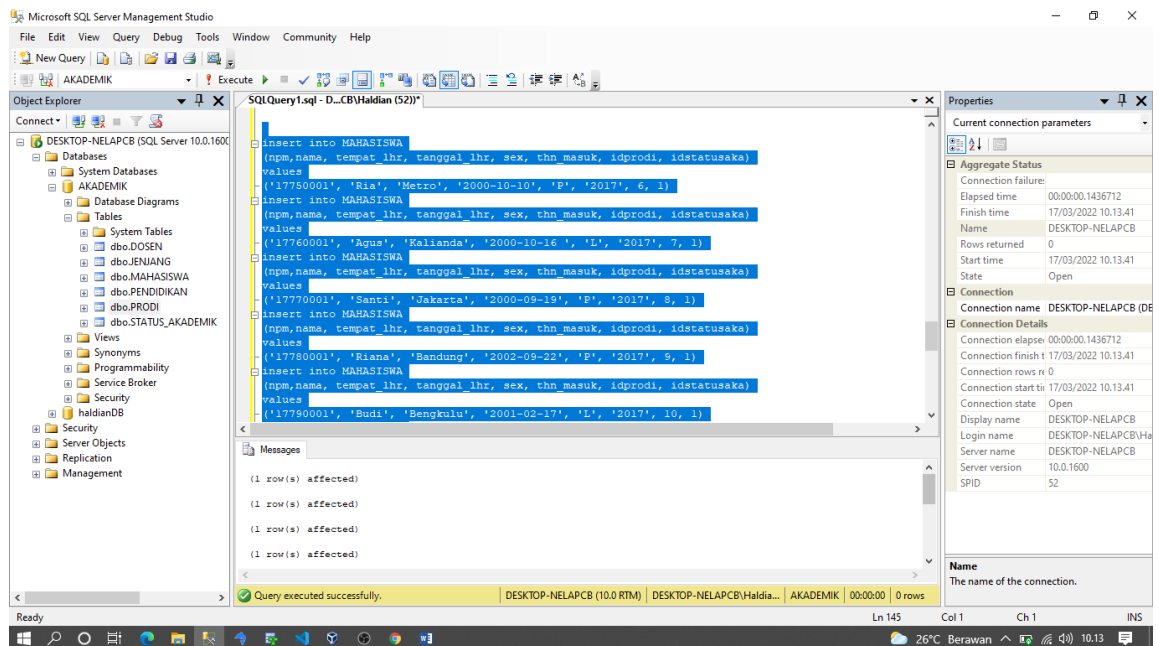 Microsoft SQL Server Management Studio
File Edit View Query Debug Tools Window Community Help
New Query
AKADEMIK Execute
Object Explorer
Connect
DESKTOP-NELAPCB (SQL Server 10.0.1600
Databases
System Databases
AKADEMIK
Database Diagrams
Tables
System Tables
dbo.DOSEN
dbo.JENJANG
dbo.MAHASISWA
dbo.PENDIDIKAN
dbo.PRODI
dbo.STATUS_AKADEMIK
Views
Synonyms
Programmability
Service Broker
Security
haldianDB
Security
Server Objects
Replication
Management
SQLQuery1.sql - D...CB\Haldian (52))*
insert into MAHASISWA
(npm,nama, tempat_lhr, tanggal_lhr, sex, thn_masuk, idprodi, idstatusaka)
values
('17750001', 'Ria', 'Metro', '2000-10-10', 'P', '2017', 6, 1)
insert into MAHASISWA
(npm,nama, tempat_lhr, tanggal_lhr, sex, thn_masuk, idprodi, idstatusaka)
values
('17760001', 'Agus', 'Kalianda', '2000-10-16 ', 'L', '2017', 7, 1)
insert into MAHASISWA
(npm,nama, tempat_lhr, tanggal_lhr, sex, thn_masuk, idprodi, idstatusaka)
values
('17770001', 'Santi', 'Jakarta', '2000-09-19', 'P', '2017', 8, 1)
insert into MAHASISWA
(npm,nama, tempat_lhr, tanggal_lhr, sex, thn_masuk, idprodi, idstatusaka)
values
('17780001', 'Riana', 'Bandung', '2002-09-22', 'P', '2017', 9, 1)
insert into MAHASISWA
(npm,nama, tempat_lhr, tanggal_lhr, sex, thn_masuk, idprodi, idstatusaka)
values
('17790001', 'Budi', 'Bengkulu', '2001-02-17', 'L', '2017', 10, 1)
Messages
(1 row(s) affected)
(1 row(s) affected)
(1 row(s) affected)
(1 row(s) affected)
Query executed successfully. DESKTOP-NELAPCB (10.0 RTM) DESKTOP-NELAPCB\Haldia... AKADEMIK 00:00:00 0 rows
Properties
Current connection parameters
Aggregate Status
Connection failure:
Elapsed time 00:00:00.1436712
Finish time 17/03/2022 10.13.41
Name DESKTOP-NELAPCB
Rows returned 0
Start time 17/03/2022 10.13.41
State Open
Connection
Connection name DESKTOP-NELAPCB (DE
Connection Details
Connection elapse 00:00:00.1436712
Connection finish t 17/03/2022 10.13.41
Connection rows re 0
Connection start ti 17/03/2022 10.13.41
Connection state Open
Display name DESKTOP-NELAPCB
Login name DESKTOP-NELAPCB\Ha
Server name DESKTOP-NELAPCB
Server version 10.0.1600
SPID 52
Name
The name of the connection.
Ready Ln 145 Col 1 Ch 1 INS
26°C Berawan 10.13